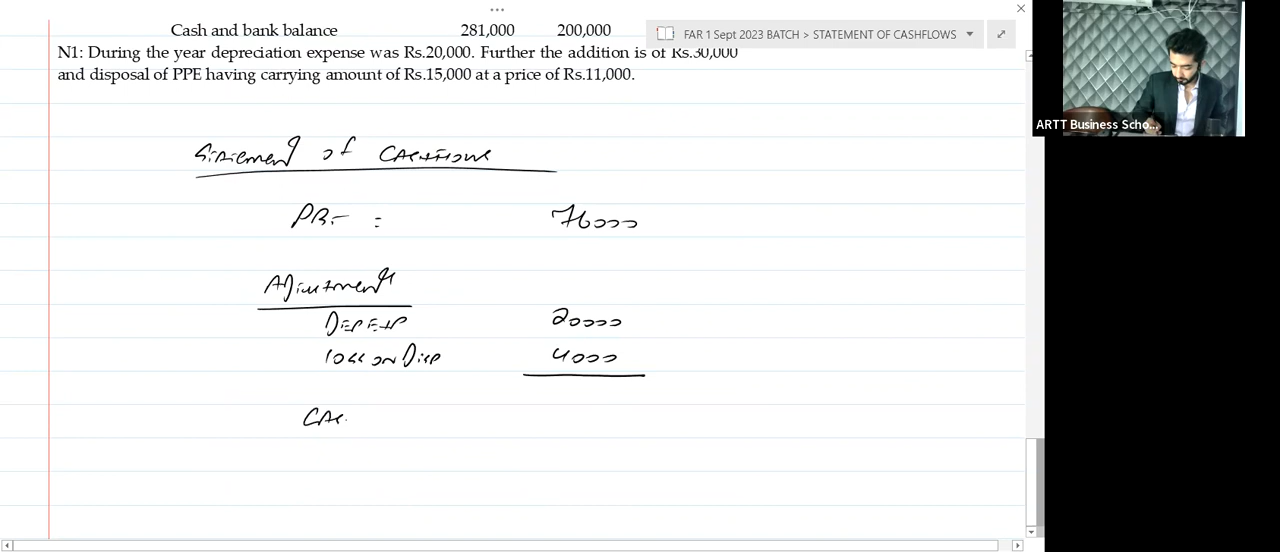 Cash and bank balance 281,000 200,000
FAR 1 Sept 2023 BATCH > STATEMENT OF CASHFLOWS
N1: During the year depreciation expense was Rs.20,000. Further the addition is of Rs.30,000
and disposal of PPE having carrying amount of Rs.15,000 at a price of Rs.11,000.
ARTT Business Scho...
Statement of Cashflows
PBT = 76000
Adjustments
Dep Exp 20000
loss on Disp 4000
Cas